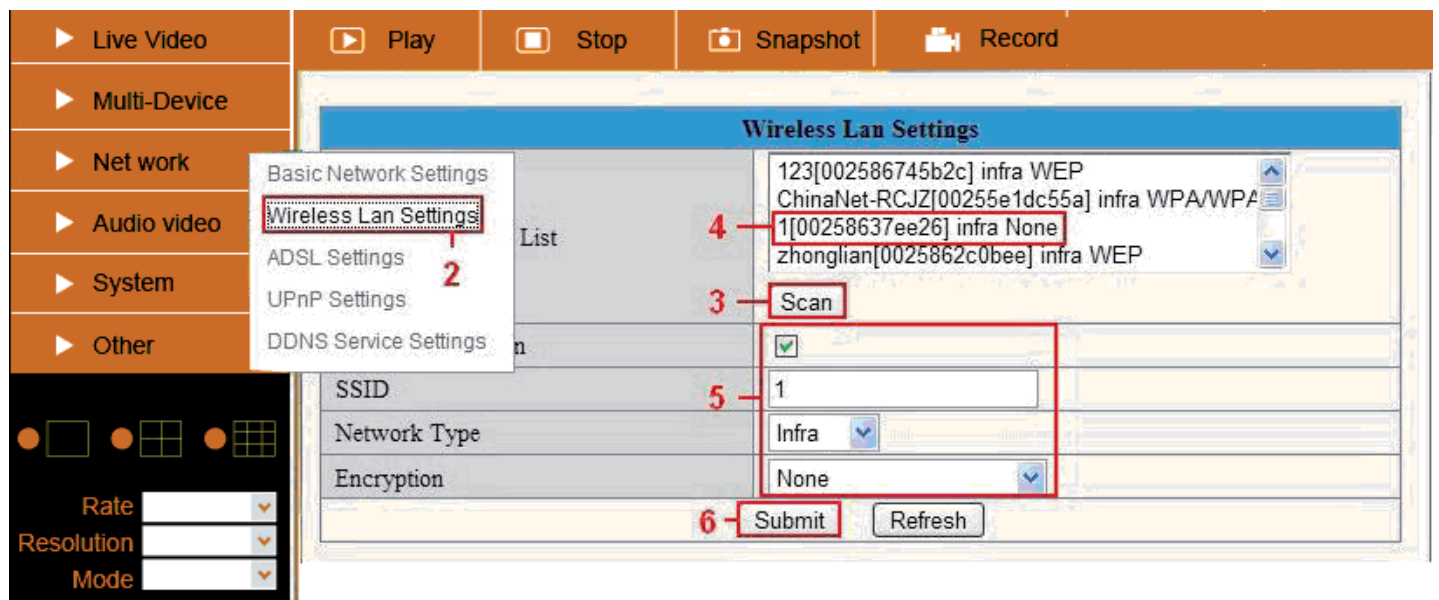 Live Video
Play Stop Snapshot Record
Multi-Device
Wireless Lan Settings
Net work
Basic Network Settings
Wireless Lan Settings
2
ADSL Settings
UPnP Settings
DDNS Service Settings
Audio video
System
Other
List
123[002586745b2c] infra WEP
ChinaNet-RCJZ[00255e1dc55a] infra WPA/WPA
4
1[00258637ee26] infra None
zhonglian[0025862c0bee] infra WEP
3 Scan
n
5
SSID 1
Network Type Infra
Encryption None
6 Submit Refresh
Rate
Resolution
Mode